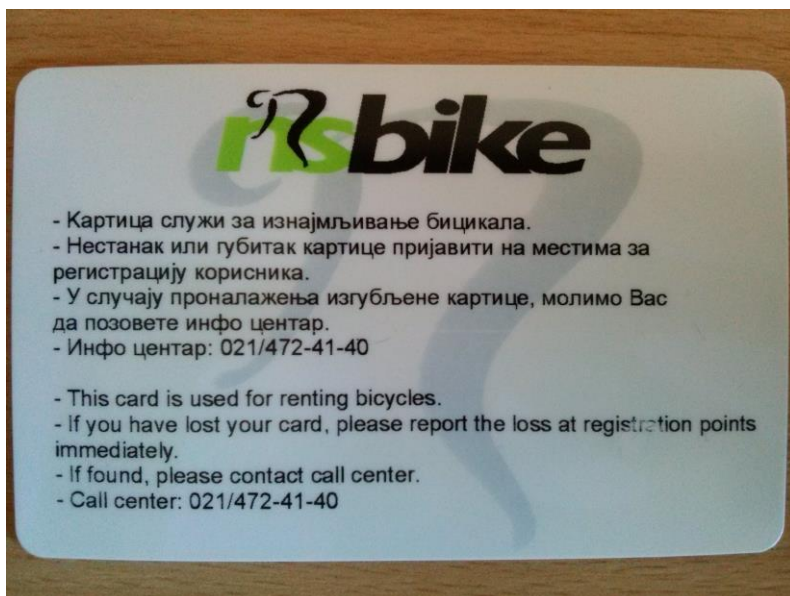 nsbike
- Картица служи за изнајмљивање бицикала.
- Нестанак или губитак картице пријавити на местима за
регистрацију корисника.
- У случају проналажења изгубљене картице, молимо Вас
да позовете инфо центар.
- Инфо центар: 021/472-41-40
- This card is used for renting bicycles.
- If you have lost your card, please report the loss at registration points
immediately.
- If found, please contact call center.
- Call center: 021/472-41-40